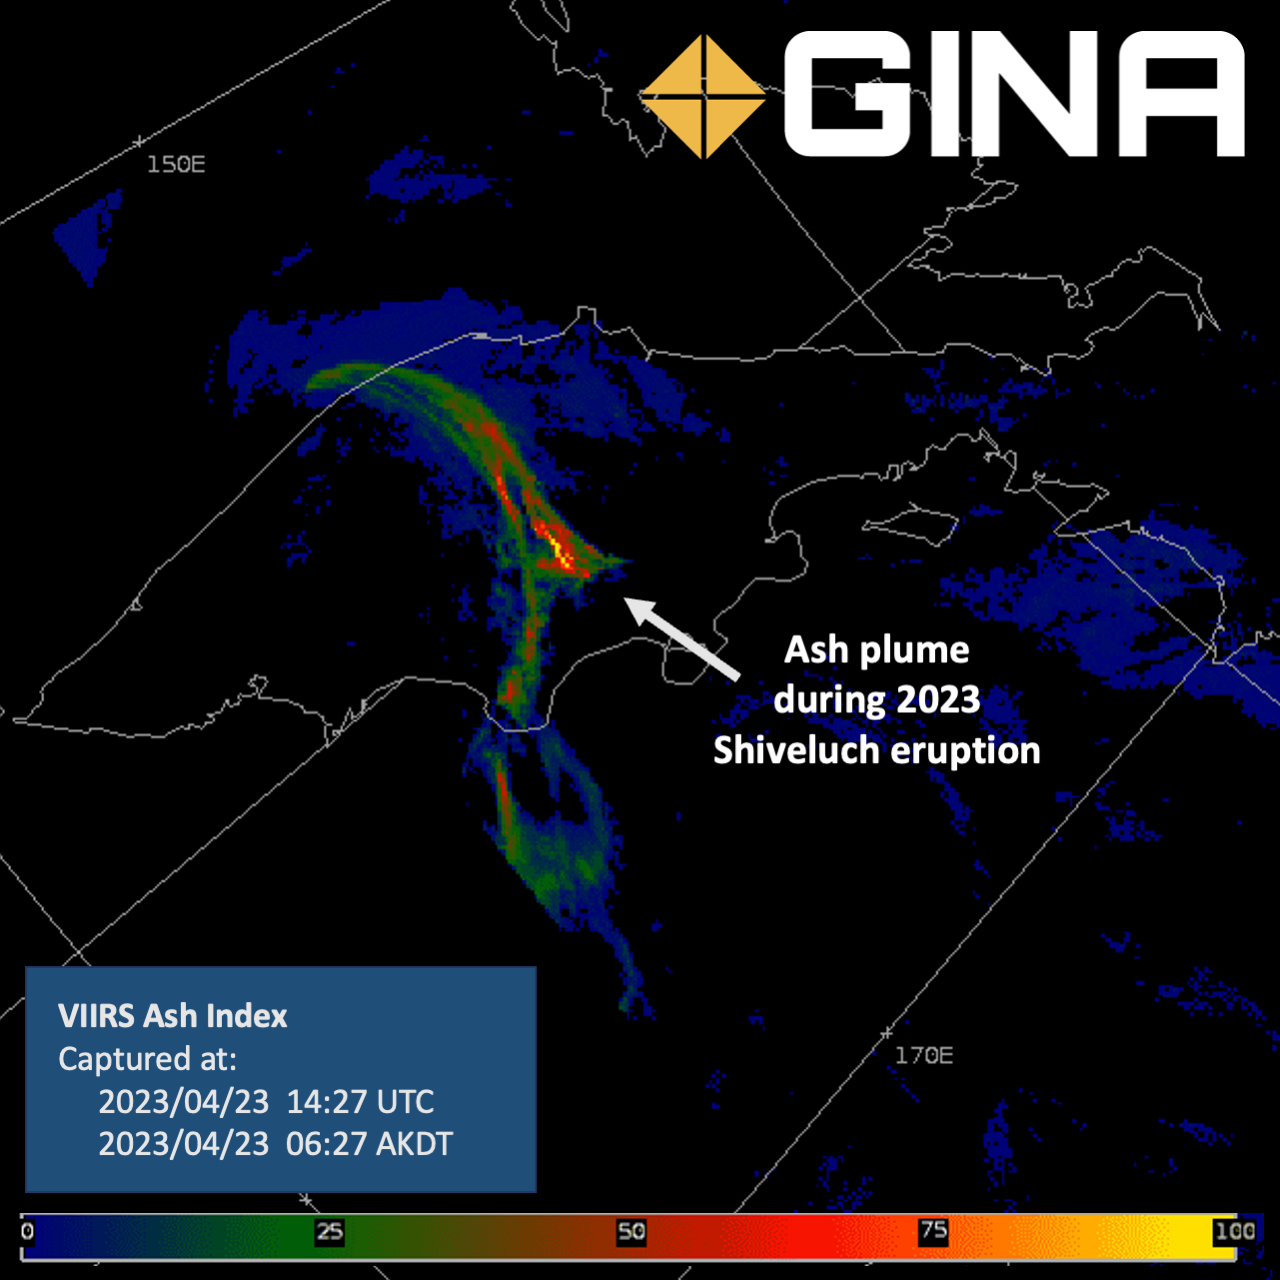 GINA
150E
Ash plume
during 2023
Shiveluch eruption
VIIRS Ash Index
Captured at:
2023/04/23 14:27 UTC
2023/04/23 06:27 AKDT
170E
0 25 50 75 100